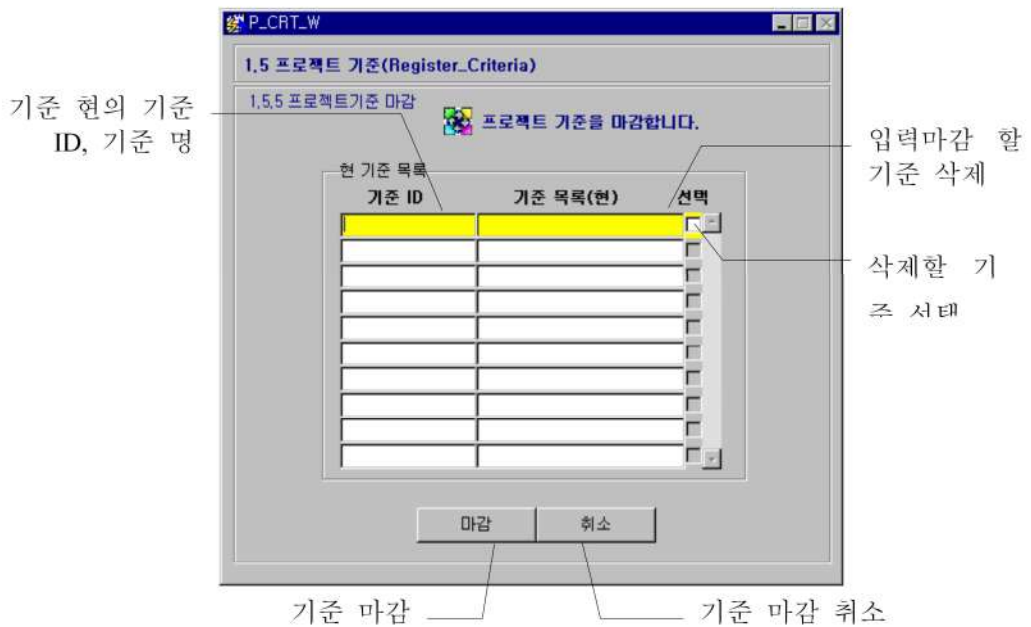 P_CRT_W
1.5 프로젝트 기준(Register_Criteria)
1.5.5 프로젝트기준 마감
프로젝트 기준을 마감합니다.
기준 현의 기준
ID, 기준 명
입력마감 할
기준 삭제
현 기준 목록
기준 ID 기준 목록(현) 선택
삭제할 기
준 선택
마감 취소
기준 마감 기준 마감 취소